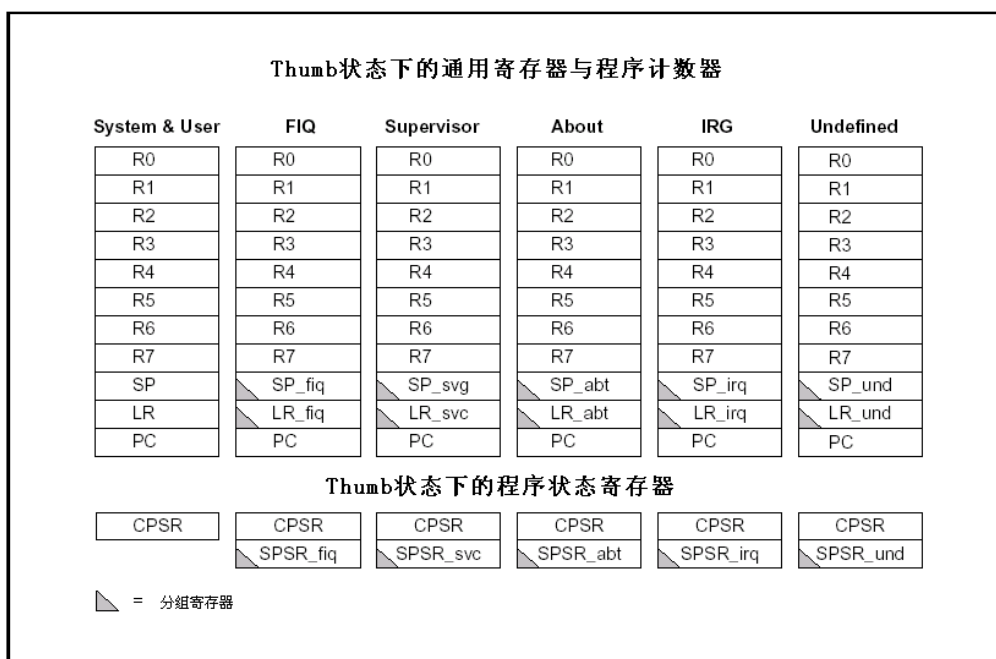 Thumb状态下的通用寄存器与程序计数器
System & User FIQ Supervisor About IRG Undefined
R0 R0 R0 R0 R0 R0
R1 R1 R1 R1 R1 R1
R2 R2 R2 R2 R2 R2
R3 R3 R3 R3 R3 R3
R4 R4 R4 R4 R4 R4
R5 R5 R5 R5 R5 R5
R6 R6 R6 R6 R6 R6
R7 R7 R7 R7 R7 R7
SP SP_fiq SP_svg SP_abt SP_irq SP_und
LR LR_fiq LR_svc LR_abt LR_irq LR_und
PC PC PC PC PC PC
Thumb状态下的程序状态寄存器
CPSR CPSR CPSR CPSR CPSR CPSR
SPSR_fiq SPSR_svc SPSR_abt SPSR_irq SPSR_und
= 分组寄存器